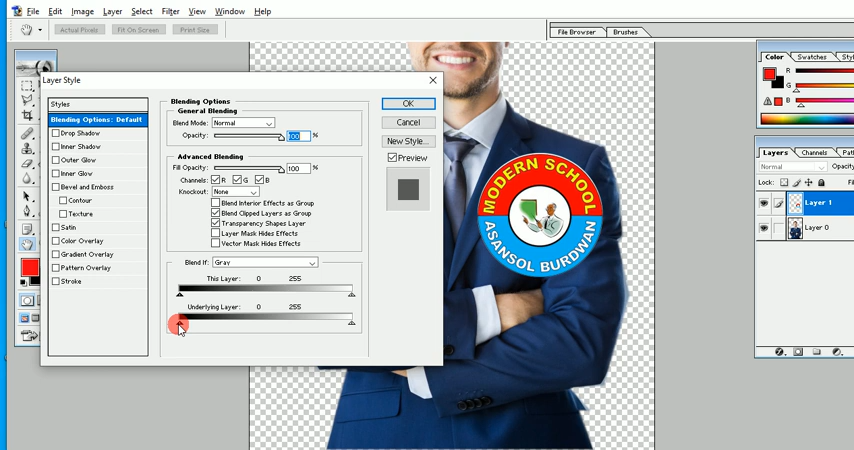 File Edit Image Layer Select Filter View Window Help
Actual Pixels Fit On Screen Print Size File Browser Brushes
Layer Style
Styles
Blending Options: Default
Drop Shadow
Inner Shadow
Outer Glow
Inner Glow
Bevel and Emboss
Contour
Texture
Satin
Color Overlay
Gradient Overlay
Pattern Overlay
Stroke
Blending Options
General Blending
Blend Mode: Normal
Opacity: 100 %
Advanced Blending
Fill Opacity: 100 %
Channels: R G B
Knockout: None
Blend Interior Effects as Group
Blend Clipped Layers as Group
Transparency Shapes Layer
Layer Mask Hides Effects
Vector Mask Hides Effects
Blend If: Gray
This Layer: 0 255
Underlying Layer: 0 255
OK
Cancel
New Style...
Preview
MODERN SCHOOL
ASANSOL BURDWAN
Color Swatches
R
G
B
Layers Channels
Normal Opacity
Lock:
Layer 1
Layer 0